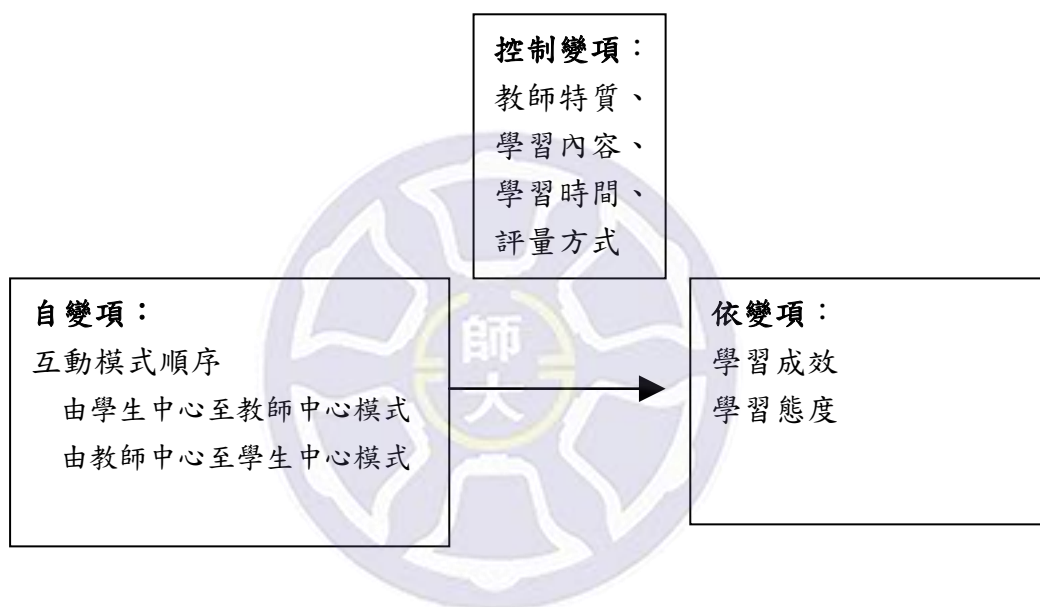 控制變項：
教師特質、
學習內容、
學習時間、
評量方式
自變項：
互動模式順序
由學生中心至教師中心模式
由教師中心至學生中心模式
師
大
依變項：
學習成效
學習態度